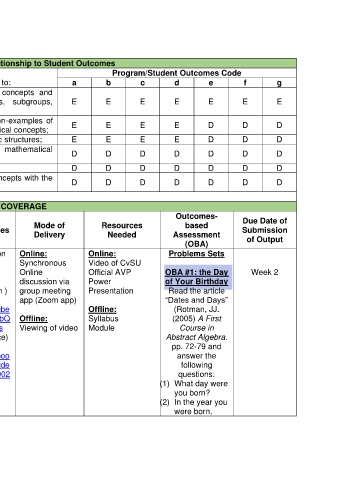 tionship to Student Outcomes
Program/Student Outcomes Code
to: a b c d e f g
concepts and
s, subgroups, E E E E E E E
on-examples of
ical concepts; E E E E D D D
c structures; E E E E D D D
mathematical
D D D D D D D
D D D D D D D
ncepts with the
D D D D D D D
COVERAGE
es
Mode of
Delivery
Resources
Needed
Outcomes-
based
Assessment
(OBA)
Due Date of
Submission
of Output
on
n )
be
bQ
s
ce)
oo
de
002
Online:
Synchronous
Online
discussion via
group meeting
app (Zoom app)
Offline:
Viewing of video
Online:
Video of CvSU
Official AVP
Power
Presentation
Offline:
Syllabus
Module
Problems Sets
OBA #1: the Day
of Your Birthday
Read the article
“Dates and Days”
(Rotman, JJ.
(2005) A First
Course in
Abstract Algebra.
pp. 72-79 and
answer the
following
questions:
(1) What day were
you born?
(2) In the year you
were born,
Week 2